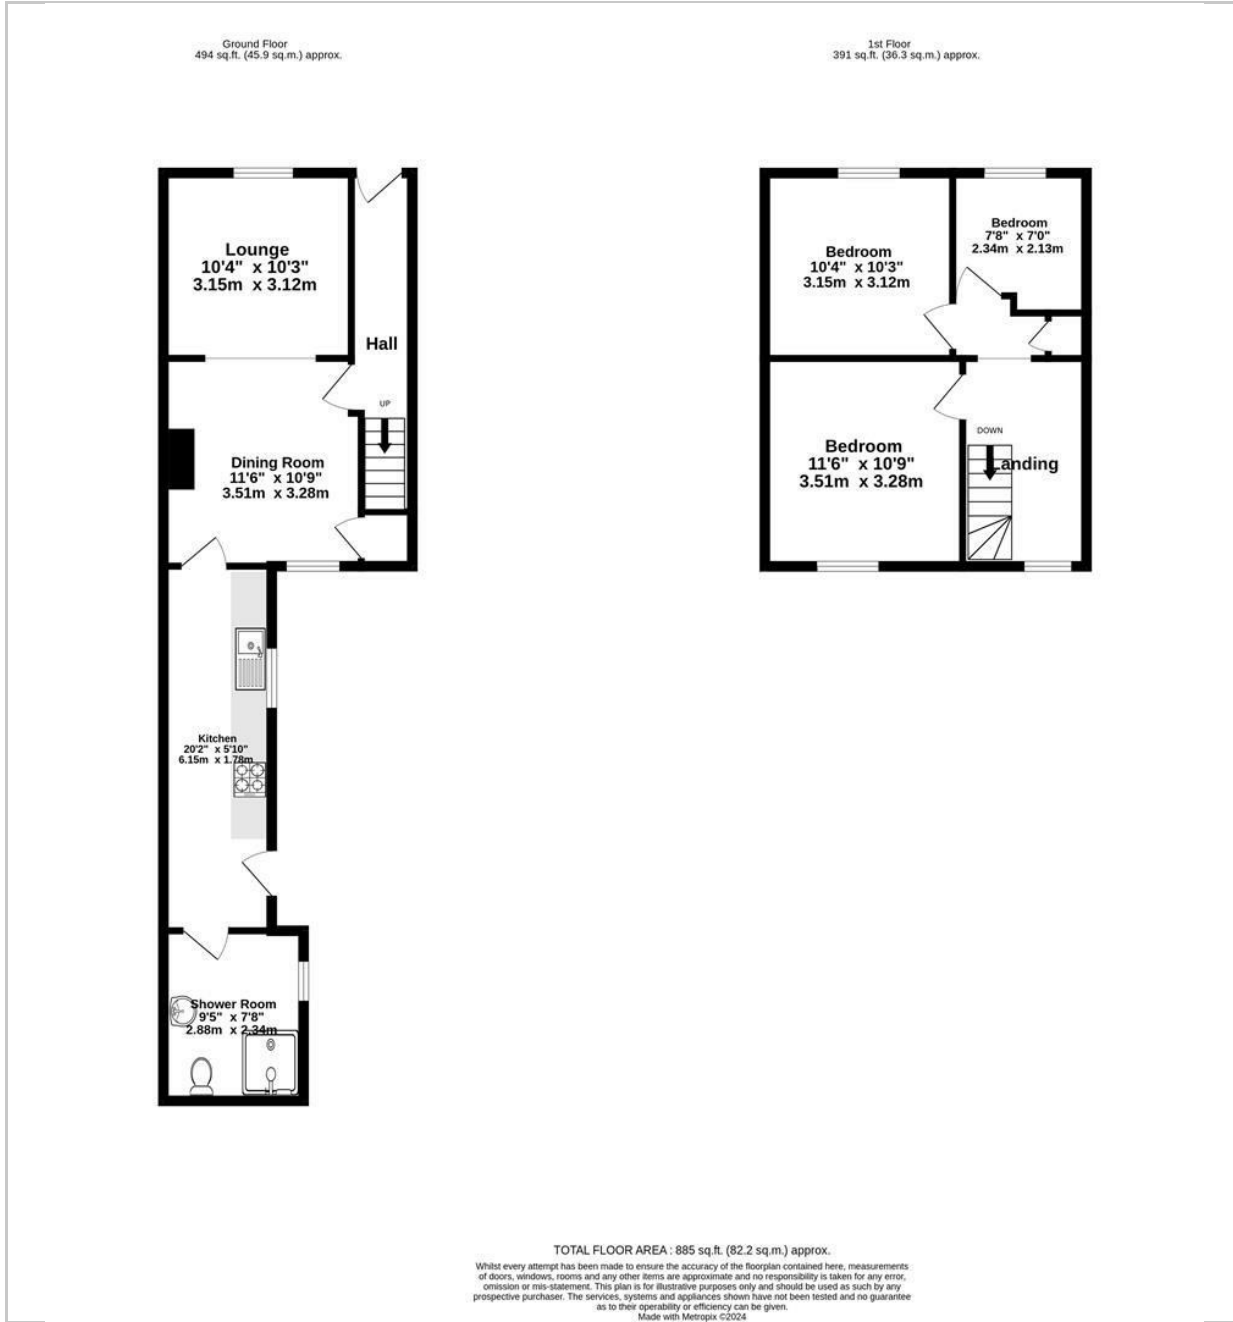 Ground Floor
494 sq.ft. (45.9 sq.m.) approx.
1st Floor
391 sq.ft. (36.3 sq.m.) approx.
Lounge
10'4" x 10'3"
3.15m x 3.12m
Hall
UP
Dining Room
11'6" x 10'9"
3.51m x 3.28m
Kitchen
20'2" x 5'10"
6.15m x 1.78m
Shower Room
9'5" x 7'8"
2.88m x 2.34m
Bedroom
10'4" x 10'3"
3.15m x 3.12m
Bedroom
7'8" x 7'0"
2.34m x 2.13m
Bedroom
11'6" x 10'9"
3.51m x 3.28m
DOWN
Landing
TOTAL FLOOR AREA : 885 sq.ft. (82.2 sq.m.) approx.
Whilst every attempt has been made to ensure the accuracy of the floorplan contained here, measurements
of doors, windows, rooms and any other items are approximate and no responsibility is taken for any error,
omission or mis-statement. This plan is for illustrative purposes only and should be used as such by any
prospective purchaser. The services, systems and appliances shown have not been tested and no guarantee
as to their operability or efficiency can be given.
Made with Metropix ©2024